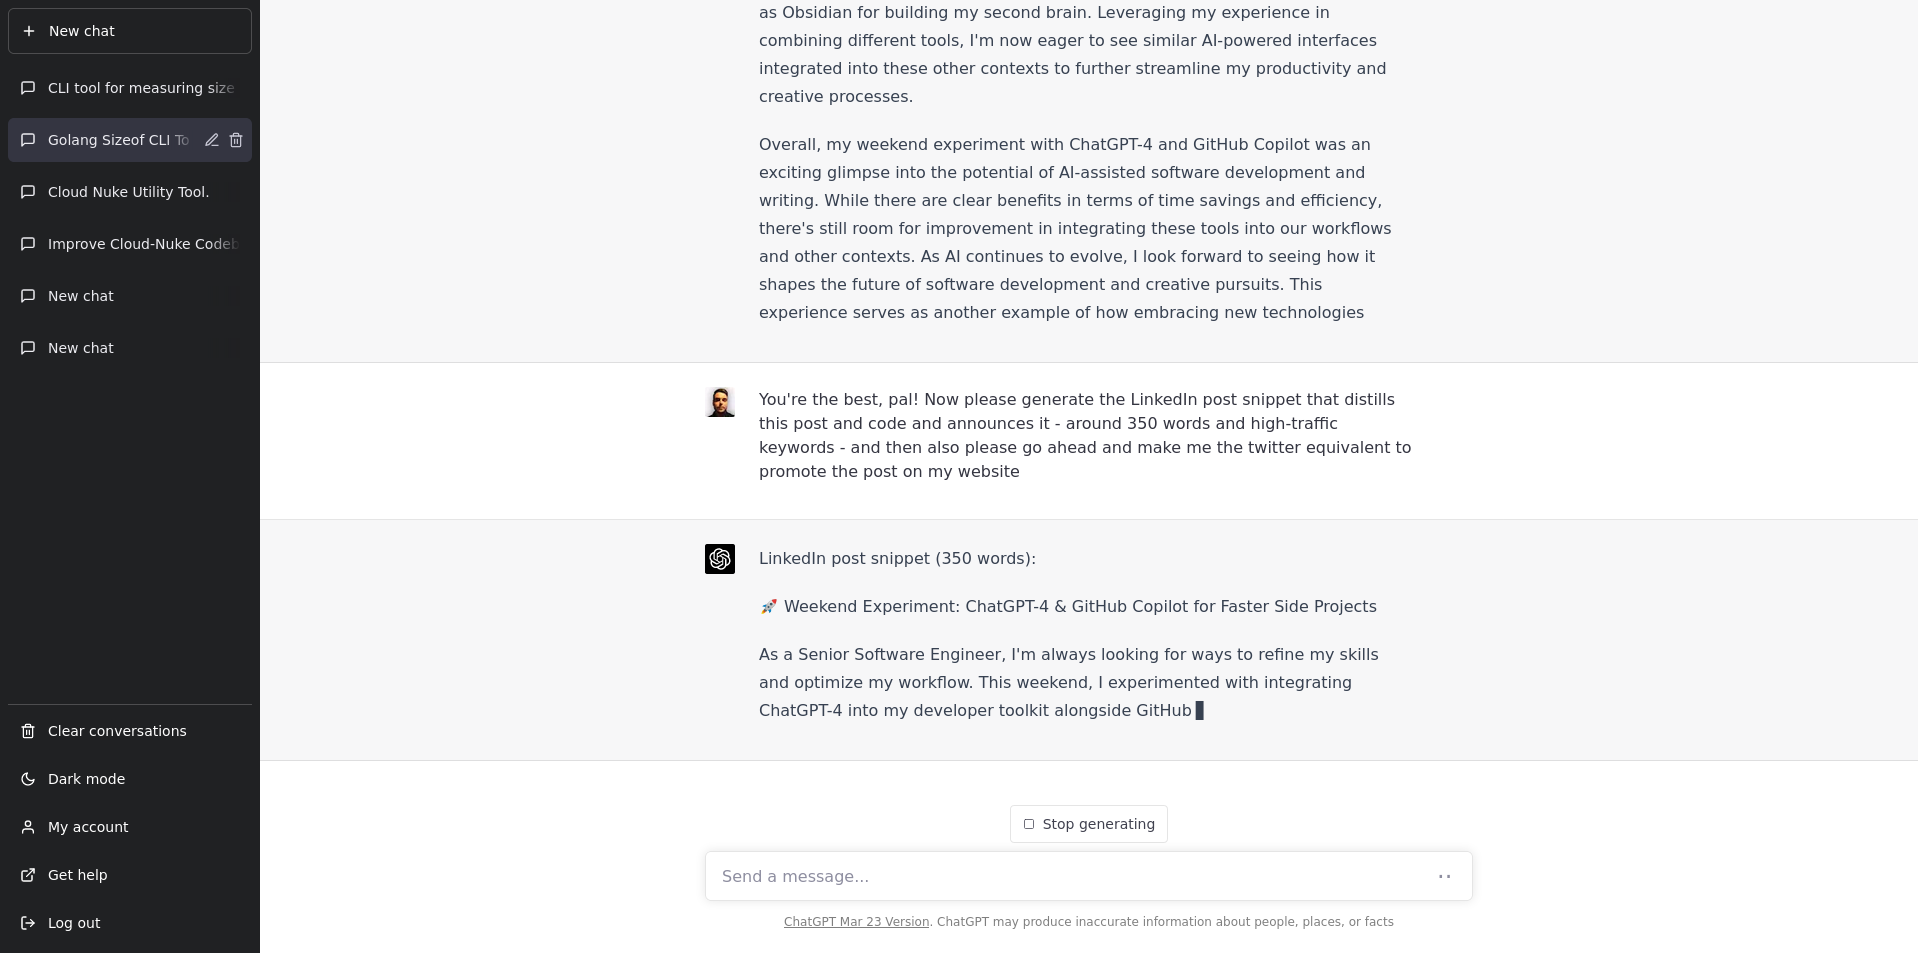 New chat
CLI tool for measuring size
Golang Sizeof CLI To
Cloud Nuke Utility Tool.
Improve Cloud-Nuke Codeb
New chat
New chat
Clear conversations
Dark mode
My account
Get help
Log out
as Obsidian for building my second brain. Leveraging my experience in
combining different tools, I'm now eager to see similar AI-powered interfaces
integrated into these other contexts to further streamline my productivity and
creative processes.
Overall, my weekend experiment with ChatGPT-4 and GitHub Copilot was an
exciting glimpse into the potential of AI-assisted software development and
writing. While there are clear benefits in terms of time savings and efficiency,
there's still room for improvement in integrating these tools into our workflows
and other contexts. As AI continues to evolve, I look forward to seeing how it
shapes the future of software development and creative pursuits. This
experience serves as another example of how embracing new technologies
You're the best, pal! Now please generate the LinkedIn post snippet that distills
this post and code and announces it - around 350 words and high-traffic
keywords - and then also please go ahead and make me the twitter equivalent to
promote the post on my website
LinkedIn post snippet (350 words):
🚀 Weekend Experiment: ChatGPT-4 & GitHub Copilot for Faster Side Projects
As a Senior Software Engineer, I'm always looking for ways to refine my skills
and optimize my workflow. This weekend, I experimented with integrating
ChatGPT-4 into my developer toolkit alongside GitHub
Stop generating
Send a message...
ChatGPT Mar 23 Version. ChatGPT may produce inaccurate information about people, places, or facts